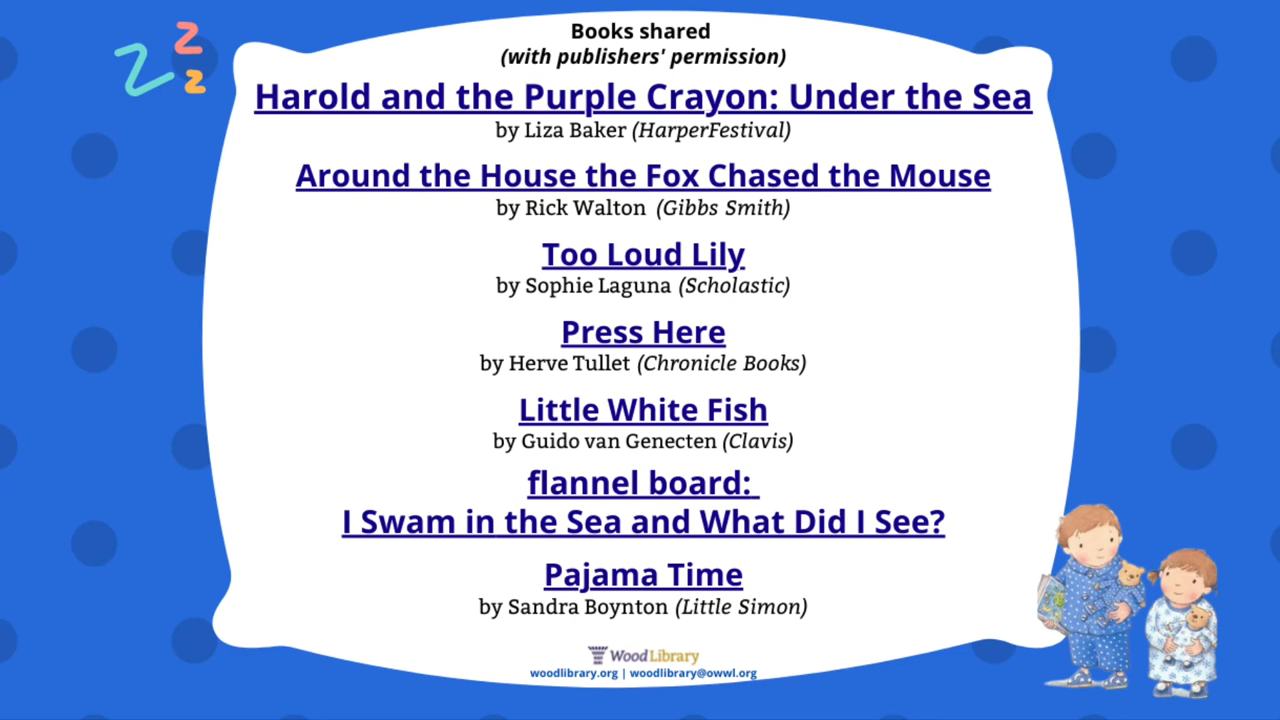 z
Z
z
Books shared
(with publishers' permission)
Harold and the Purple Crayon: Under the Sea
by Liza Baker (HarperFestival)
Around the House the Fox Chased the Mouse
by Rick Walton (Gibbs Smith)
Too Loud Lily
by Sophie Laguna (Scholastic)
Press Here
by Herve Tullet (Chronicle Books)
Little White Fish
by Guido van Genecten (Clavis)
flannel board:
I Swam in the Sea and What Did I See?
Pajama Time
by Sandra Boynton (Little Simon)
Wood Library
woodlibrary.org | woodlibrary@owwl.org